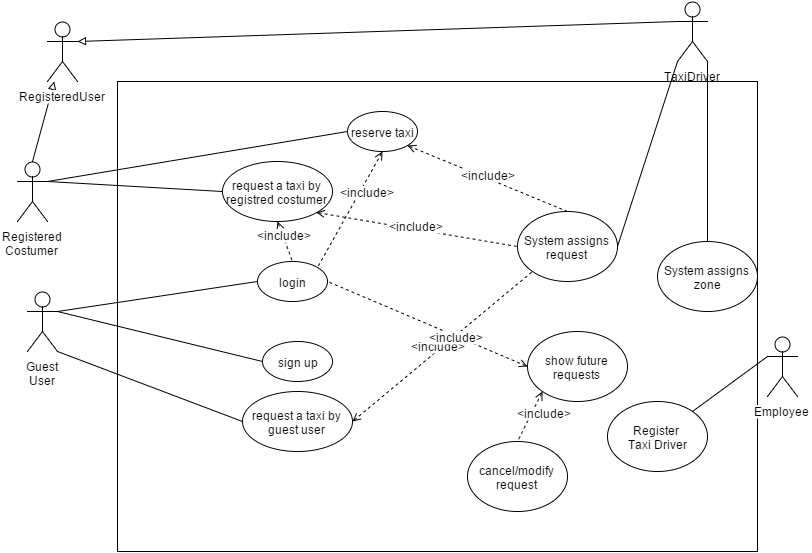 TaxiDriver
RegisteredUser
reserve taxi
<include>
request a taxi by
registred costumer
<include>
<include>
<include>
Registered
Costumer
System assigns
request
System assigns
zone
login
<include>
<include>
Guest
User
sign up
show future
requests
request a taxi by
guest user
<include>
Employee
Register
Taxi Driver
cancel/modify
request